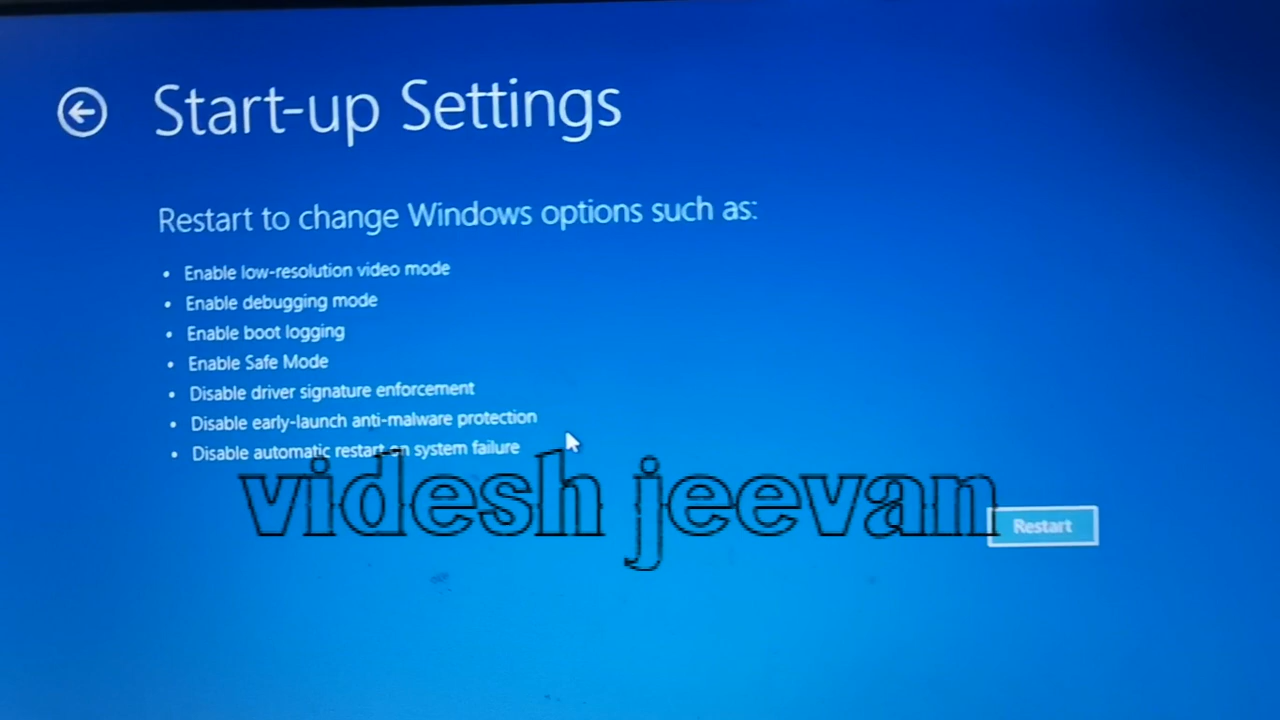 Start-up Settings
Restart to change Windows options such as:
• Enable low-resolution video mode
• Enable debugging mode
• Enable boot logging
• Enable Safe Mode
• Disable driver signature enforcement
• Disable early-launch anti-malware protection
• Disable automatic restart on system failure
videsh jeevan
Restart